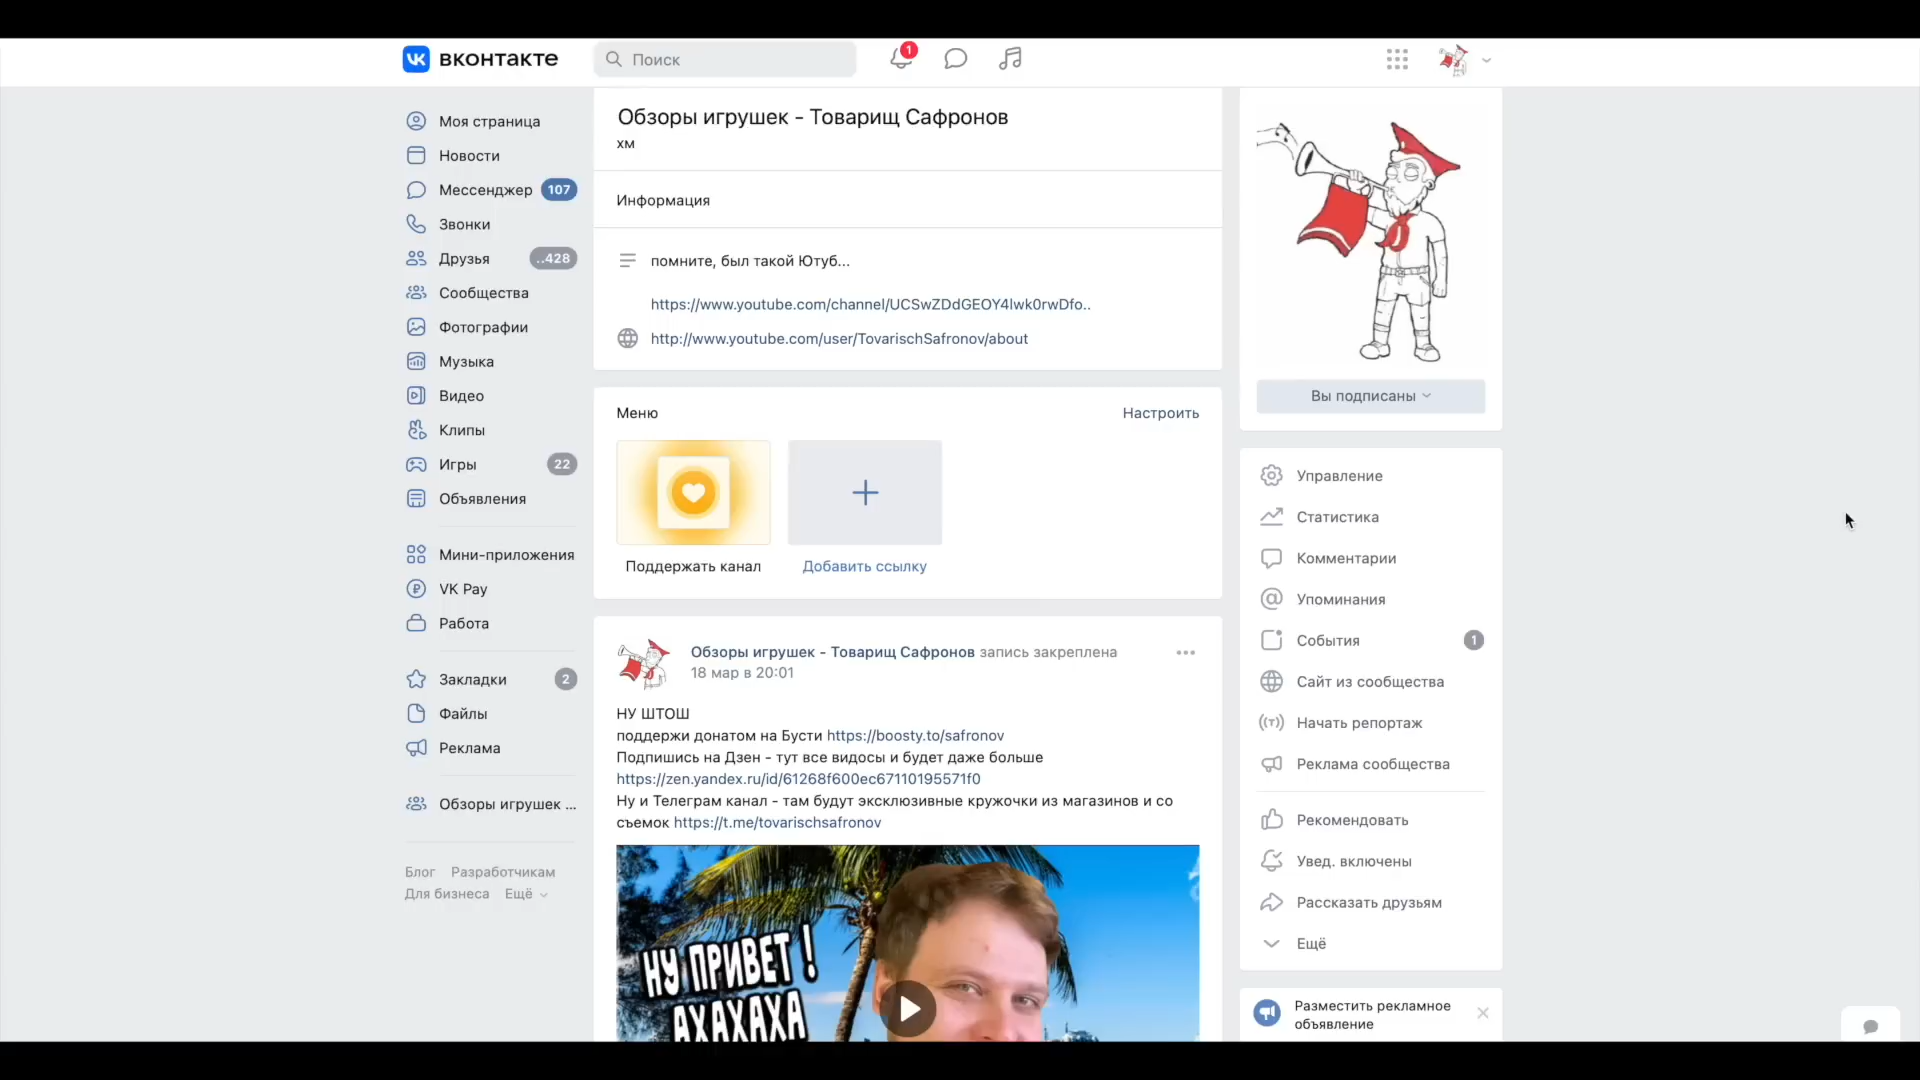 вконтакте
Поиск
1
Моя страница
Новости
Мессенджер 107
Звонки
Друзья ..428
Сообщества
Фотографии
Музыка
Видео
Клипы
Игры 22
Объявления
Мини-приложения
VK Pay
Работа
Закладки 2
Файлы
Реклама
Обзоры игрушек ...
Блог Разработчикам
Для бизнеса Ещё
Обзоры игрушек - Товарищ Сафронов
хм
Информация
помните, был такой Ютуб...
https://www.youtube.com/channel/UCSwZDdGEOY4lwk0rwDfo..
http://www.youtube.com/user/TovarischSafronov/about
Меню Настроить
Поддержать канал
Добавить ссылку
Обзоры игрушек - Товарищ Сафронов запись закреплена
18 мар в 20:01
НУ ШТОШ
поддержи донатом на Бусти https://boosty.to/safronov
Подпишись на Дзен - тут все видосы и будет даже больше
https://zen.yandex.ru/id/61268f600ec67110195571f0
Ну и Телеграм канал - там будут эксклюзивные кружочки из магазинов и со
съемок https://t.me/tovarischsafronov
НУ ПРИВЕТ !
АХАХАХА
Вы подписаны
Управление
Статистика
Комментарии
Упоминания
События 1
Сайт из сообщества
Начать репортаж
Реклама сообщества
Рекомендовать
Увед. включены
Рассказать друзьям
Ещё
Разместить рекламное
объявление